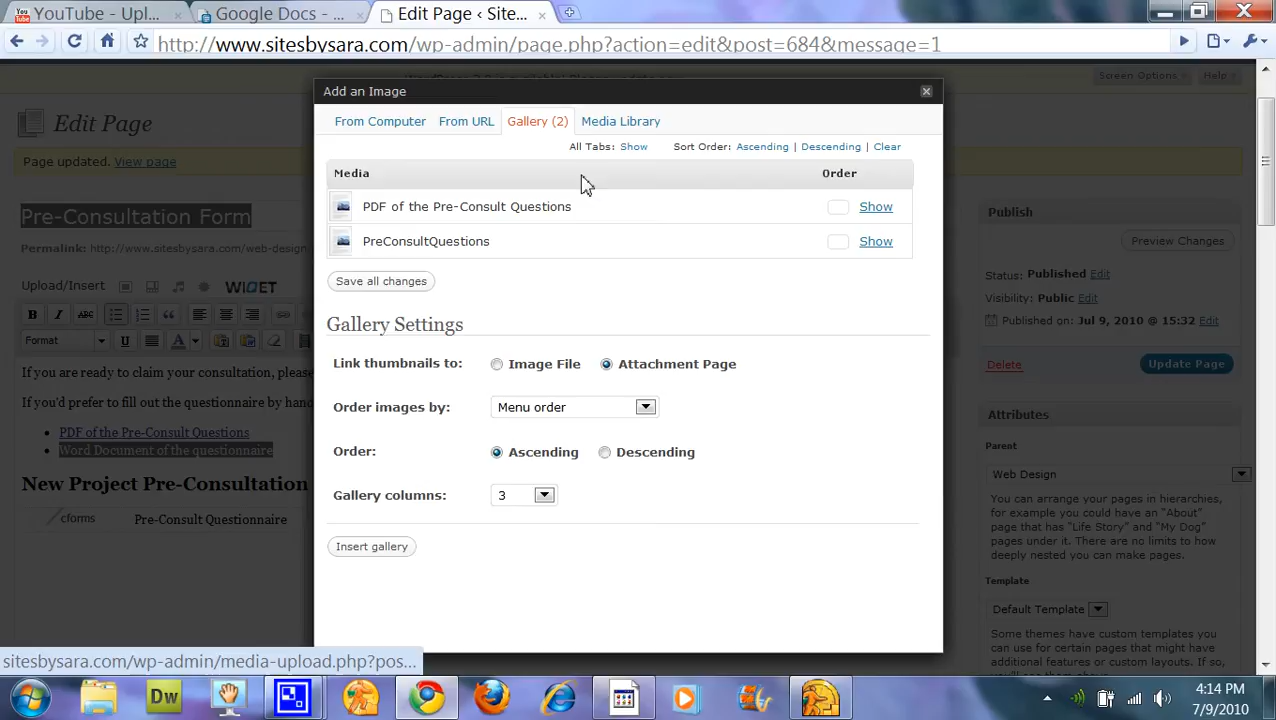 YouTube - Upl...
Google Docs - ...
Edit Page ‹ Site...
http://www.sitesbysara.com/wp-admin/page.php?action=edit&post=684&message=1
Screen Options
Help
Edit Page
Add an Image
Page updated. View page
From Computer
From URL
Gallery (2)
Media Library
All Tabs: Show
Sort Order: Ascending | Descending | Clear
Media
Order
PDF of the Pre-Consult Questions
Show
PreConsultQuestions
Show
Save all changes
Gallery Settings
Link thumbnails to:
Image File
Attachment Page
Order images by:
Menu order
Order:
Ascending
Descending
Gallery columns:
3
Insert gallery
Pre-Consultation Form
Permalink: http://www.sitesbysara.com/web-design
Upload/Insert
B
I
ABC
Format
U
A
If you are ready to claim your consultation, please
If you'd prefer to fill out the questionnaire by han
PDF of the Pre-Consult Questions
Word Document of the questionnaire
New Project Pre-Consultation
cforms
Pre-Consult Questionnaire
Publish
Preview Changes
Status: Published Edit
Visibility: Public Edit
Published on: Jul 9, 2010 @ 15:32 Edit
Delete
Update Page
Attributes
Parent
Web Design
You can arrange your pages in hierarchies,
for example you could have an "About"
page that has "Life Story" and "My Dog"
pages under it. There are no limits to how
deeply nested you can make pages.
Template
Default Template
Some themes have custom templates you
can use for certain pages that might have
additional features or custom layouts. If so,
sitesbysara.com/wp-admin/media-upload.php?pos...
Dw
4:14 PM
7/9/2010